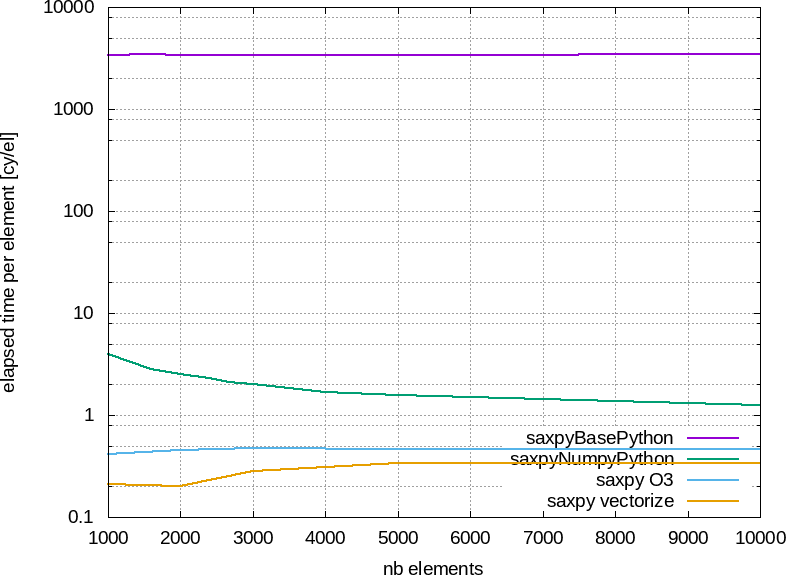 10000
1000
100
10
1
0.1
elapsed time per element [cy/el]
saxpyBasePython
saxpyNumpyPython
saxpy O3
saxpy vectorize
1000 2000 3000 4000 5000 6000 7000 8000 9000 10000
nb elements